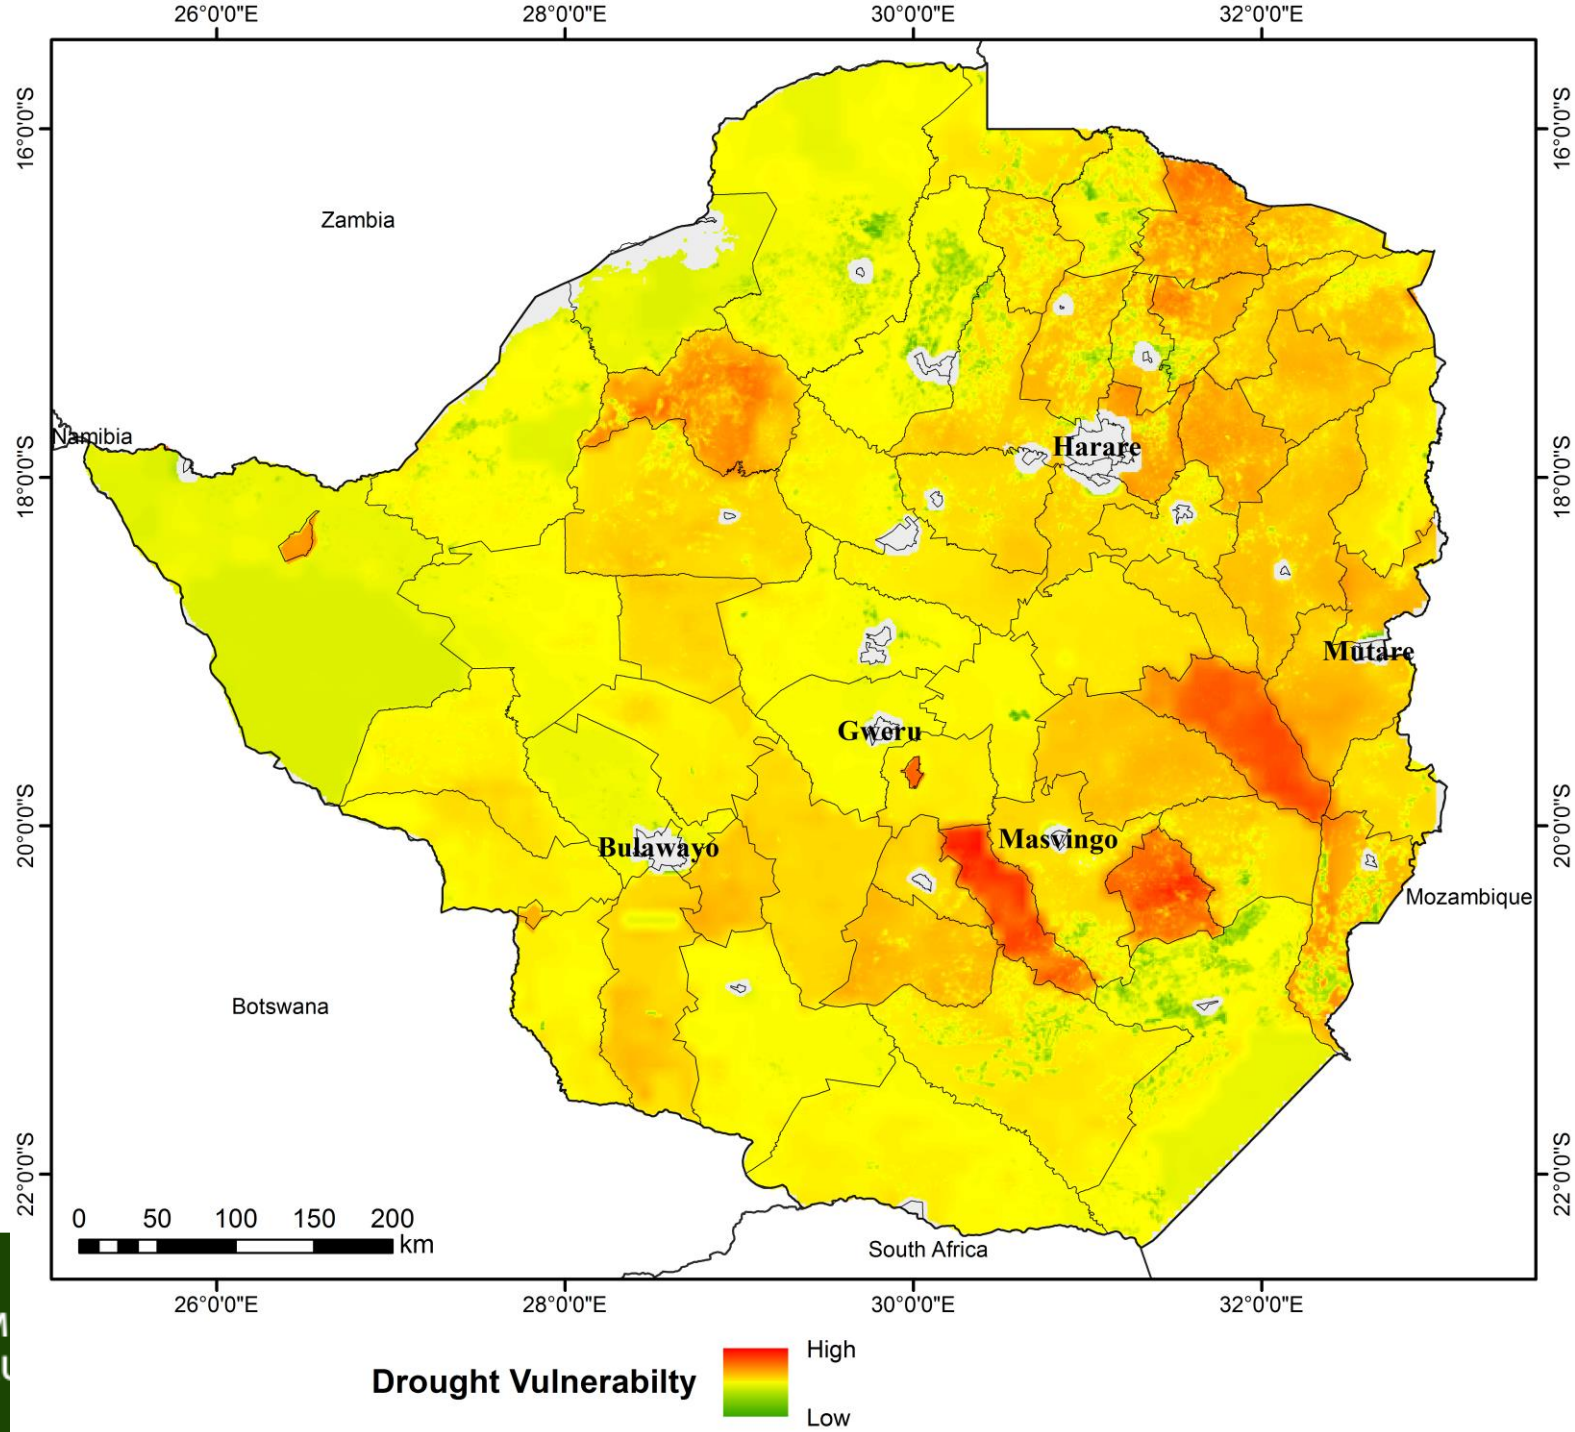 26°0'0"E 28°0'0"E 30°0'0"E 32°0'0"E
16°0'0"S 16°0'0"S
Zambia
Namibia
Harare
18°0'0"S 18°0'0"S
Mutare
Gweru
Bulawayo
Masvingo
20°0'0"S 20°0'0"S
Mozambique
Botswana
22°0'0"S 22°0'0"S
0 50 100 150 200
km
South Africa
26°0'0"E 28°0'0"E 30°0'0"E 32°0'0"E
High
Drought Vulnerabilty
Low